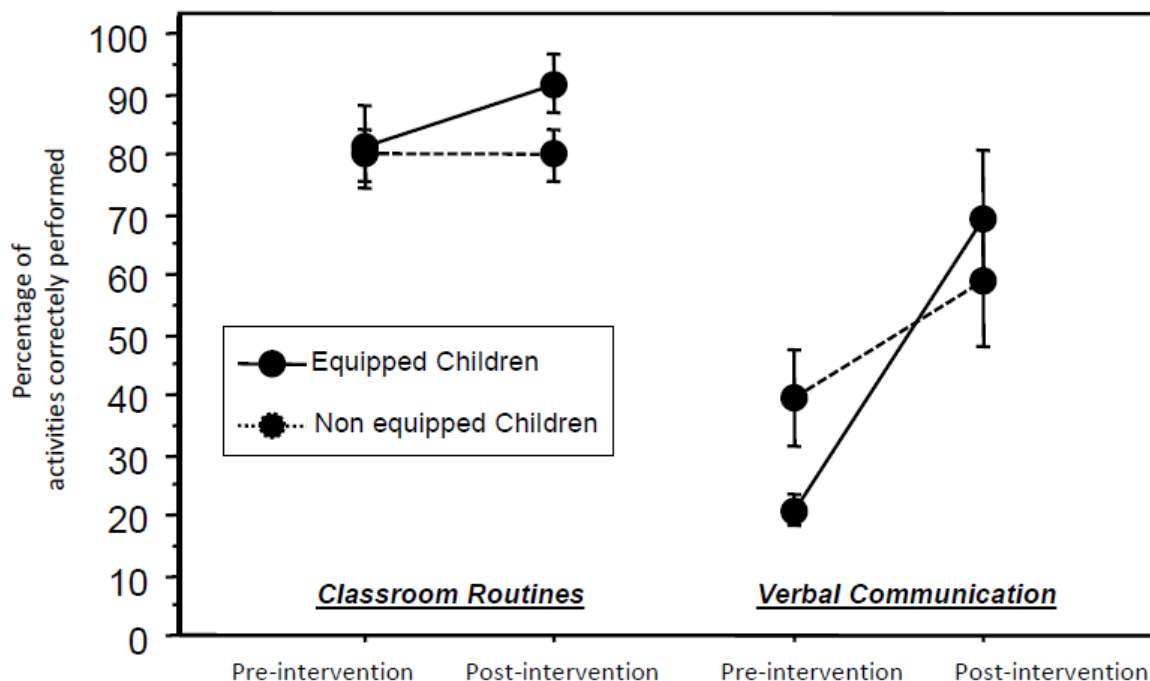 Percentage of
activities correctely performed
100
90
80
70
60
50
40
30
20
10
0
Equipped Children
Non equipped Children
Classroom Routines
Verbal Communication
Pre-intervention
Post-intervention
Pre-intervention
Post-intervention